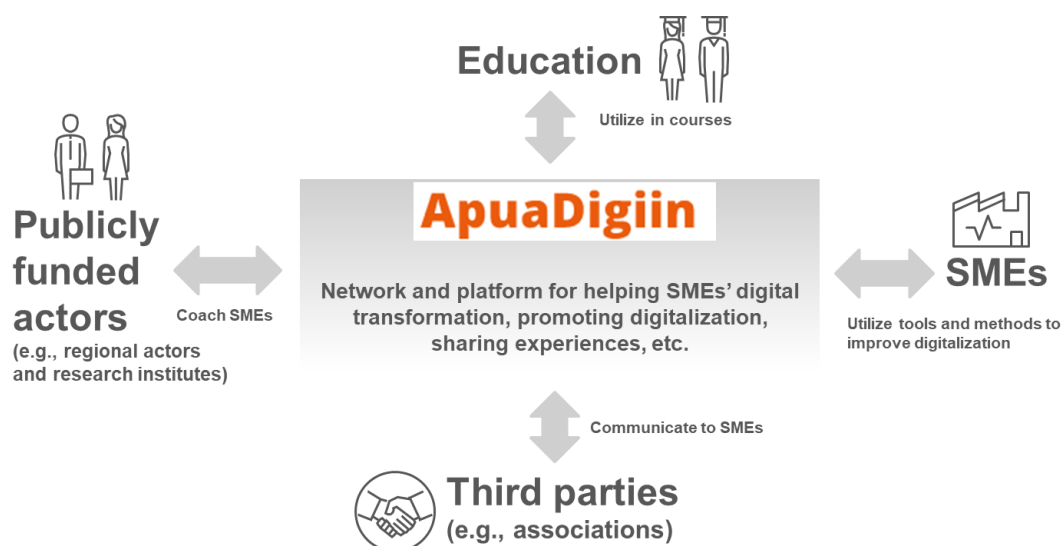 Education
Utilize in courses
Publicly
funded
actors
(e.g., regional actors
and research institutes)
Coach SMEs
ApuaDigiin
Network and platform for helping SMEs’ digital
transformation, promoting digitalization,
sharing experiences, etc.
SMEs
Utilize tools and methods to
improve digitalization
Communicate to SMEs
Third parties
(e.g., associations)